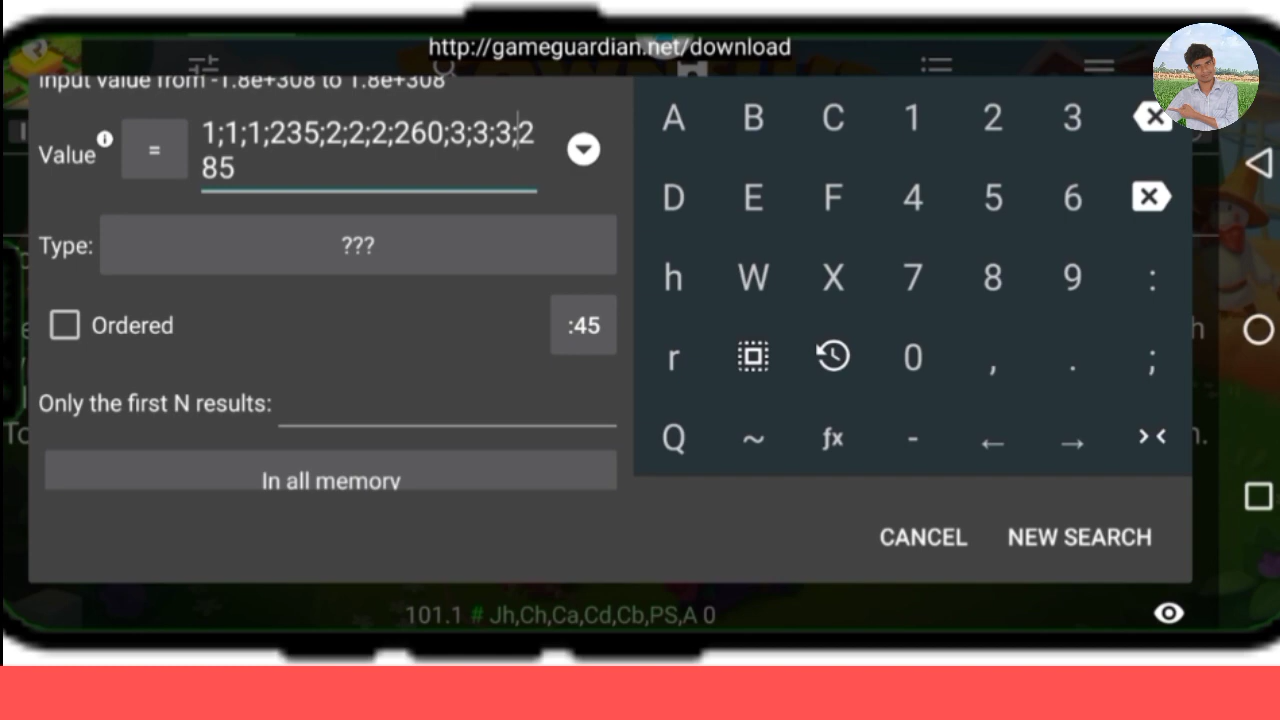 http://gameguardian.net/download
Input value from -1.8e+308 to 1.8e+308
Value
i
=
1;1;1;235;2;2;2;260;3;3;3;2
85
Type:
???
Ordered
:45
Only the first N results:
In all memory
A B C 1 2 3
D E F 4 5 6
h W X 7 8 9 :
r 0 , . ;
Q ~ ƒx - ← → ›‹
CANCEL NEW SEARCH
101.1 # Jh,Ch,Ca,Cd,Cb,PS,A 0